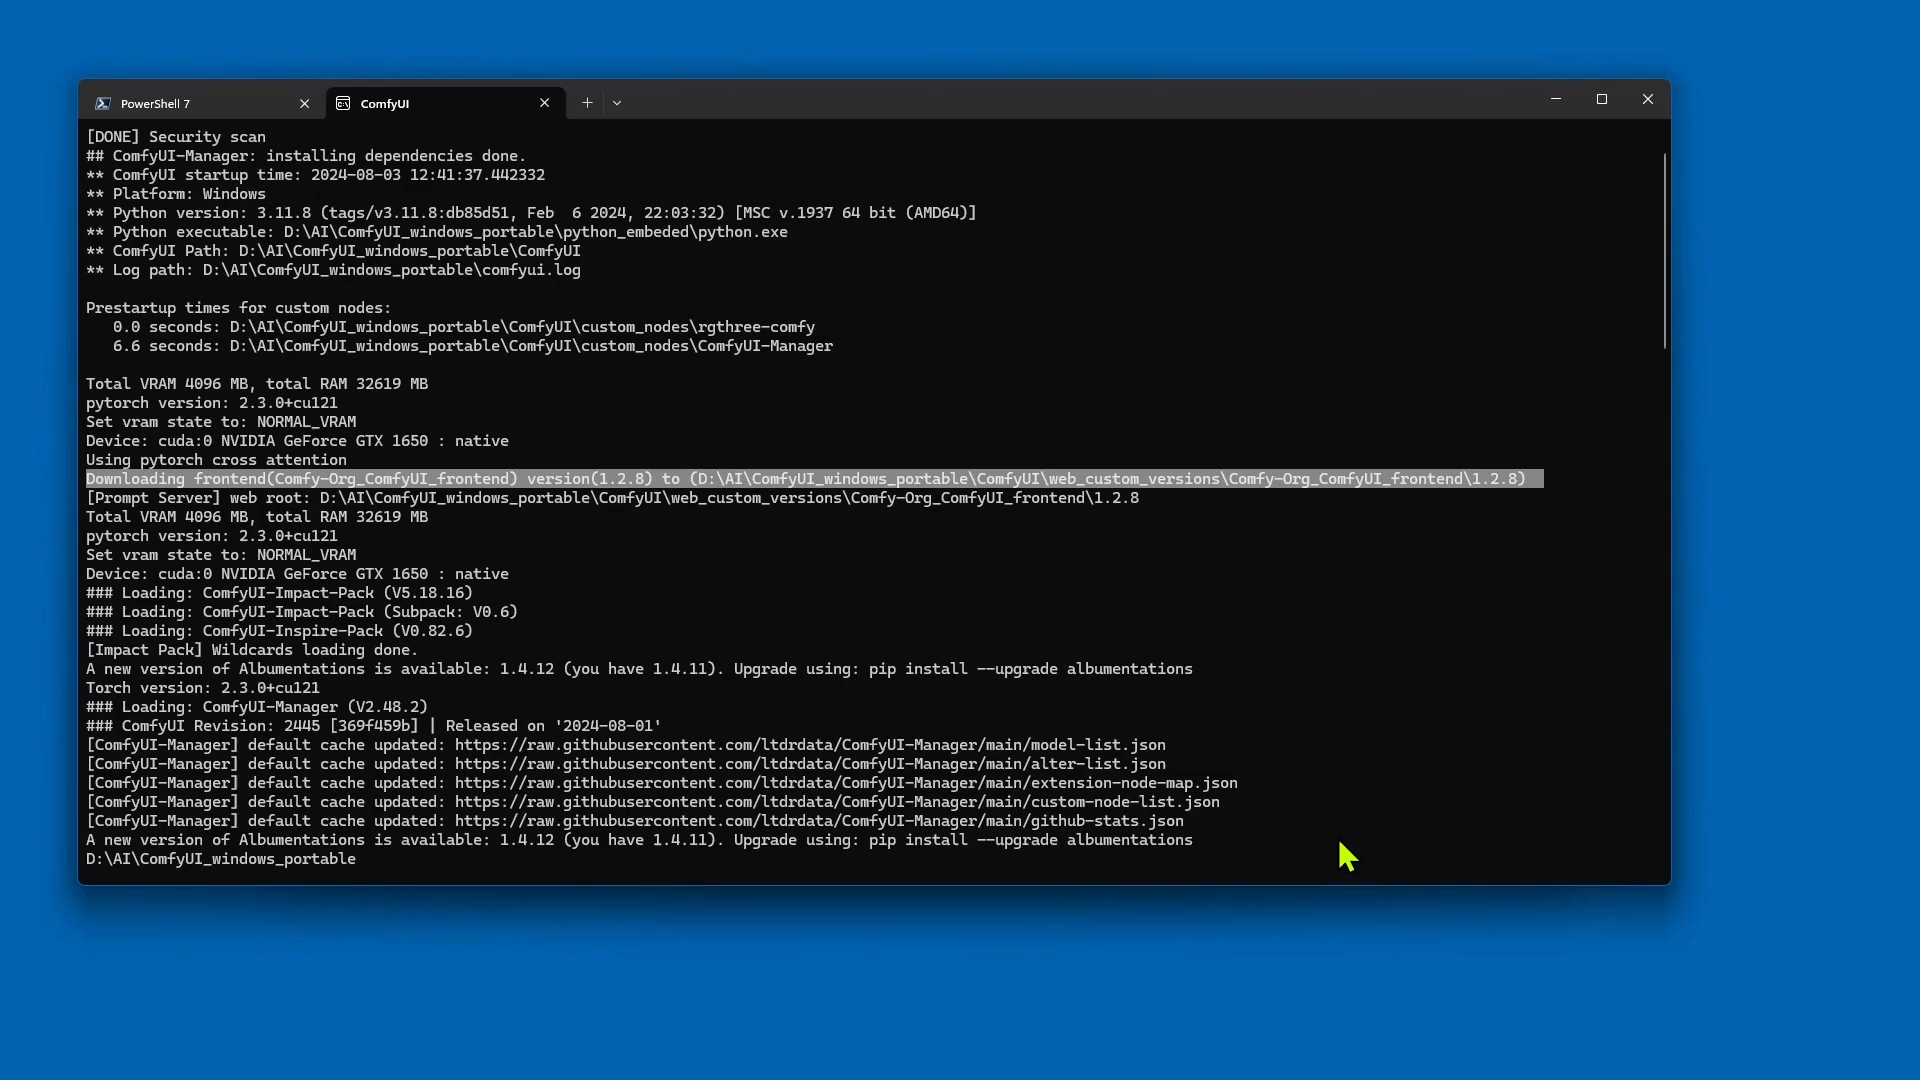 PowerShell 7
ComfyUI
[DONE] Security scan
## ComfyUI-Manager: installing dependencies done.
** ComfyUI startup time: 2024-08-03 12:41:37.442332
** Platform: Windows
** Python version: 3.11.8 (tags/v3.11.8:db85d51, Feb  6 2024, 22:03:32) [MSC v.1937 64 bit (AMD64)]
** Python executable: D:\AI\ComfyUI_windows_portable\python_embeded\python.exe
** ComfyUI Path: D:\AI\ComfyUI_windows_portable\ComfyUI
** Log path: D:\AI\ComfyUI_windows_portable\comfyui.log
Prestartup times for custom nodes:
   0.0 seconds: D:\AI\ComfyUI_windows_portable\ComfyUI\custom_nodes\rgthree-comfy
   6.6 seconds: D:\AI\ComfyUI_windows_portable\ComfyUI\custom_nodes\ComfyUI-Manager
Total VRAM 4096 MB, total RAM 32619 MB
pytorch version: 2.3.0+cu121
Set vram state to: NORMAL_VRAM
Device: cuda:0 NVIDIA GeForce GTX 1650 : native
Using pytorch cross attention
Downloading frontend(Comfy-Org_ComfyUI_frontend) version(1.2.8) to (D:\AI\ComfyUI_windows_portable\ComfyUI\web_custom_versions\Comfy-Org_ComfyUI_frontend\1.2.8)
[Prompt Server] web root: D:\AI\ComfyUI_windows_portable\ComfyUI\web_custom_versions\Comfy-Org_ComfyUI_frontend\1.2.8
Total VRAM 4096 MB, total RAM 32619 MB
pytorch version: 2.3.0+cu121
Set vram state to: NORMAL_VRAM
Device: cuda:0 NVIDIA GeForce GTX 1650 : native
### Loading: ComfyUI-Impact-Pack (V5.18.16)
### Loading: ComfyUI-Impact-Pack (Subpack: V0.6)
### Loading: ComfyUI-Inspire-Pack (V0.82.6)
[Impact Pack] Wildcards loading done.
A new version of Albumentations is available: 1.4.12 (you have 1.4.11). Upgrade using: pip install --upgrade albumentations
Torch version: 2.3.0+cu121
### Loading: ComfyUI-Manager (V2.48.2)
### ComfyUI Revision: 2445 [369f459b] | Released on '2024-08-01'
[ComfyUI-Manager] default cache updated: https://raw.githubusercontent.com/ltdrdata/ComfyUI-Manager/main/model-list.json
[ComfyUI-Manager] default cache updated: https://raw.githubusercontent.com/ltdrdata/ComfyUI-Manager/main/alter-list.json
[ComfyUI-Manager] default cache updated: https://raw.githubusercontent.com/ltdrdata/ComfyUI-Manager/main/extension-node-map.json
[ComfyUI-Manager] default cache updated: https://raw.githubusercontent.com/ltdrdata/ComfyUI-Manager/main/custom-node-list.json
[ComfyUI-Manager] default cache updated: https://raw.githubusercontent.com/ltdrdata/ComfyUI-Manager/main/github-stats.json
A new version of Albumentations is available: 1.4.12 (you have 1.4.11). Upgrade using: pip install --upgrade albumentations
D:\AI\ComfyUI_windows_portable